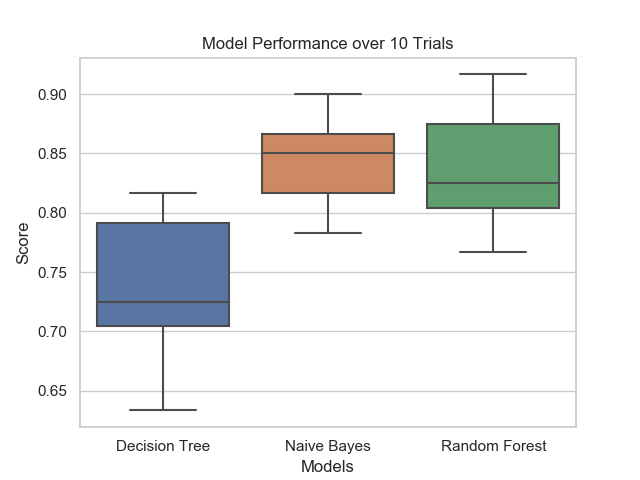 Model Performance over 10 Trials
0.90
0.85
0.80
0.75
0.70
0.65
Score
Decision Tree
Naive Bayes
Random Forest
Models